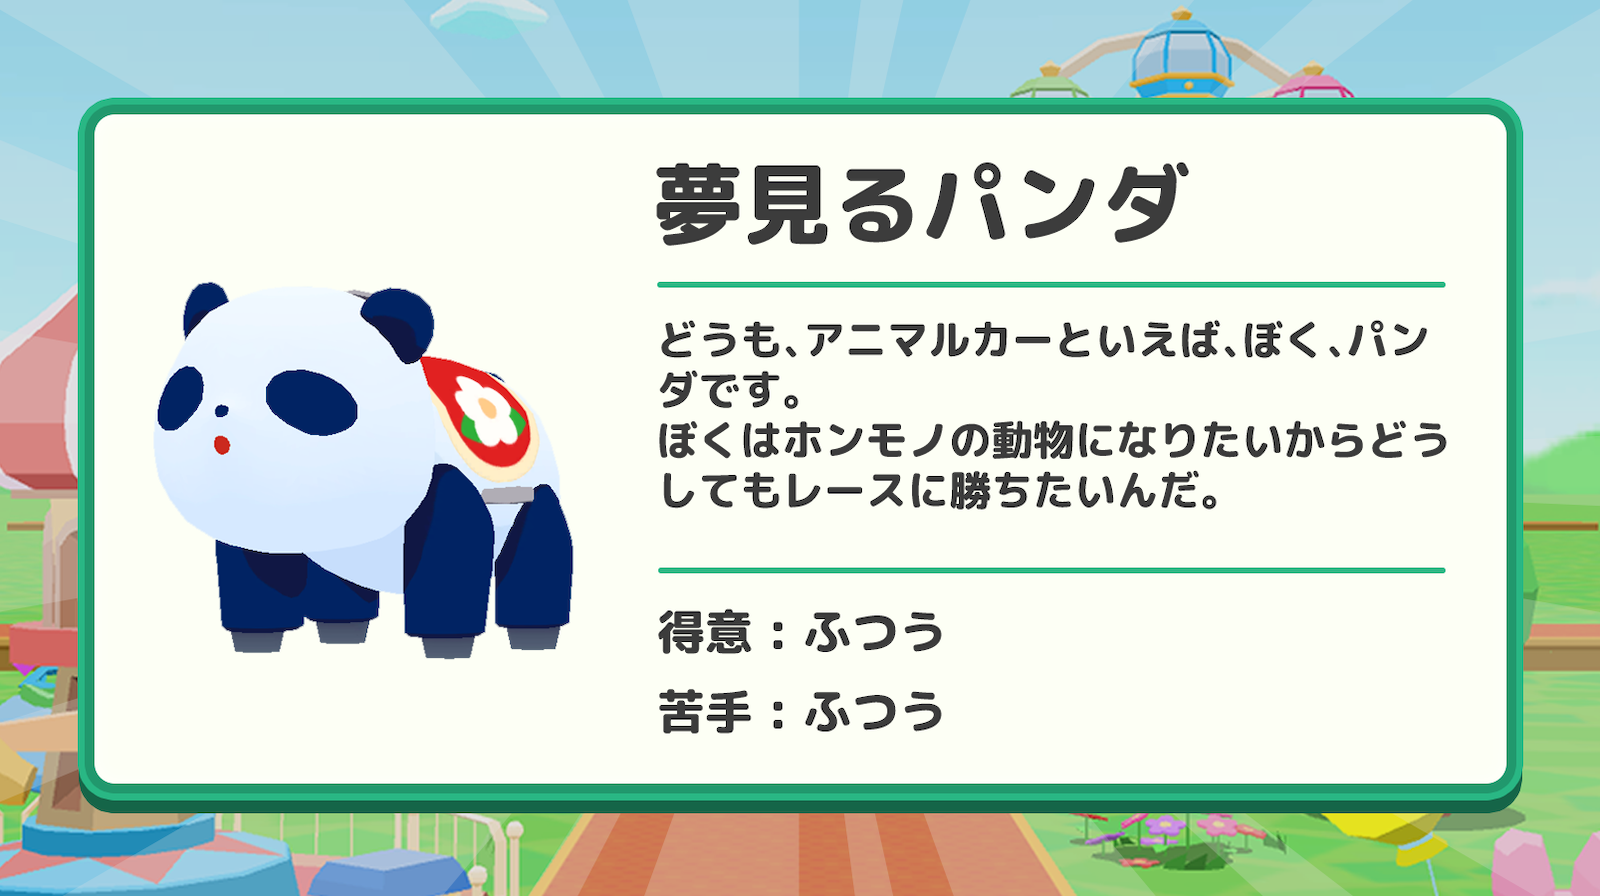 夢見るパンダ
どうも、アニマルカーといえば、ぼく、パン
ダです。
ぼくはホンモノの動物になりたいからどう
してもレースに勝ちたいんだ。
得意：ふつう
苦手：ふつう